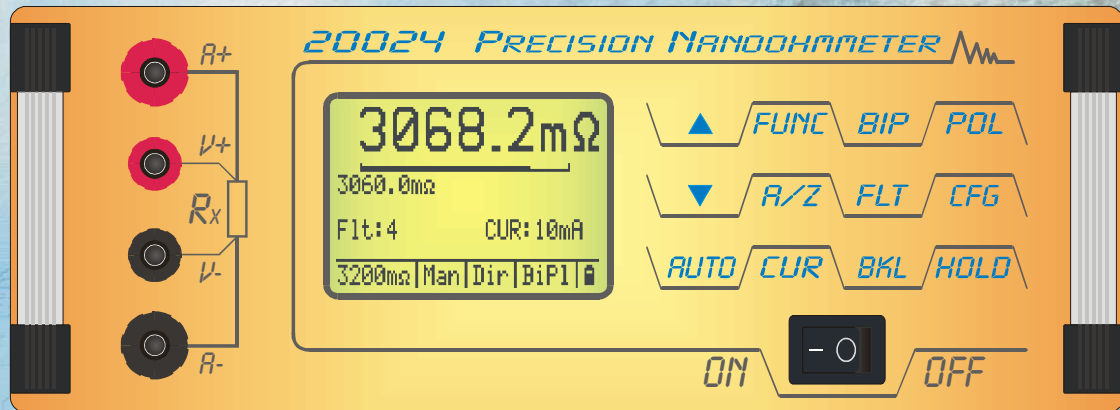 20024 PRECISION NANOOHMMETER
A+
V+
Rx
V-
A-
3068.2mΩ
3060.0mΩ
Flt:4 CUR:10mA
3200mΩ|Man|Dir|BiPl|
▲ FUNC BIP POL
▼ A/Z FLT CFG
AUTO CUR BKL HOLD
ON – O OFF